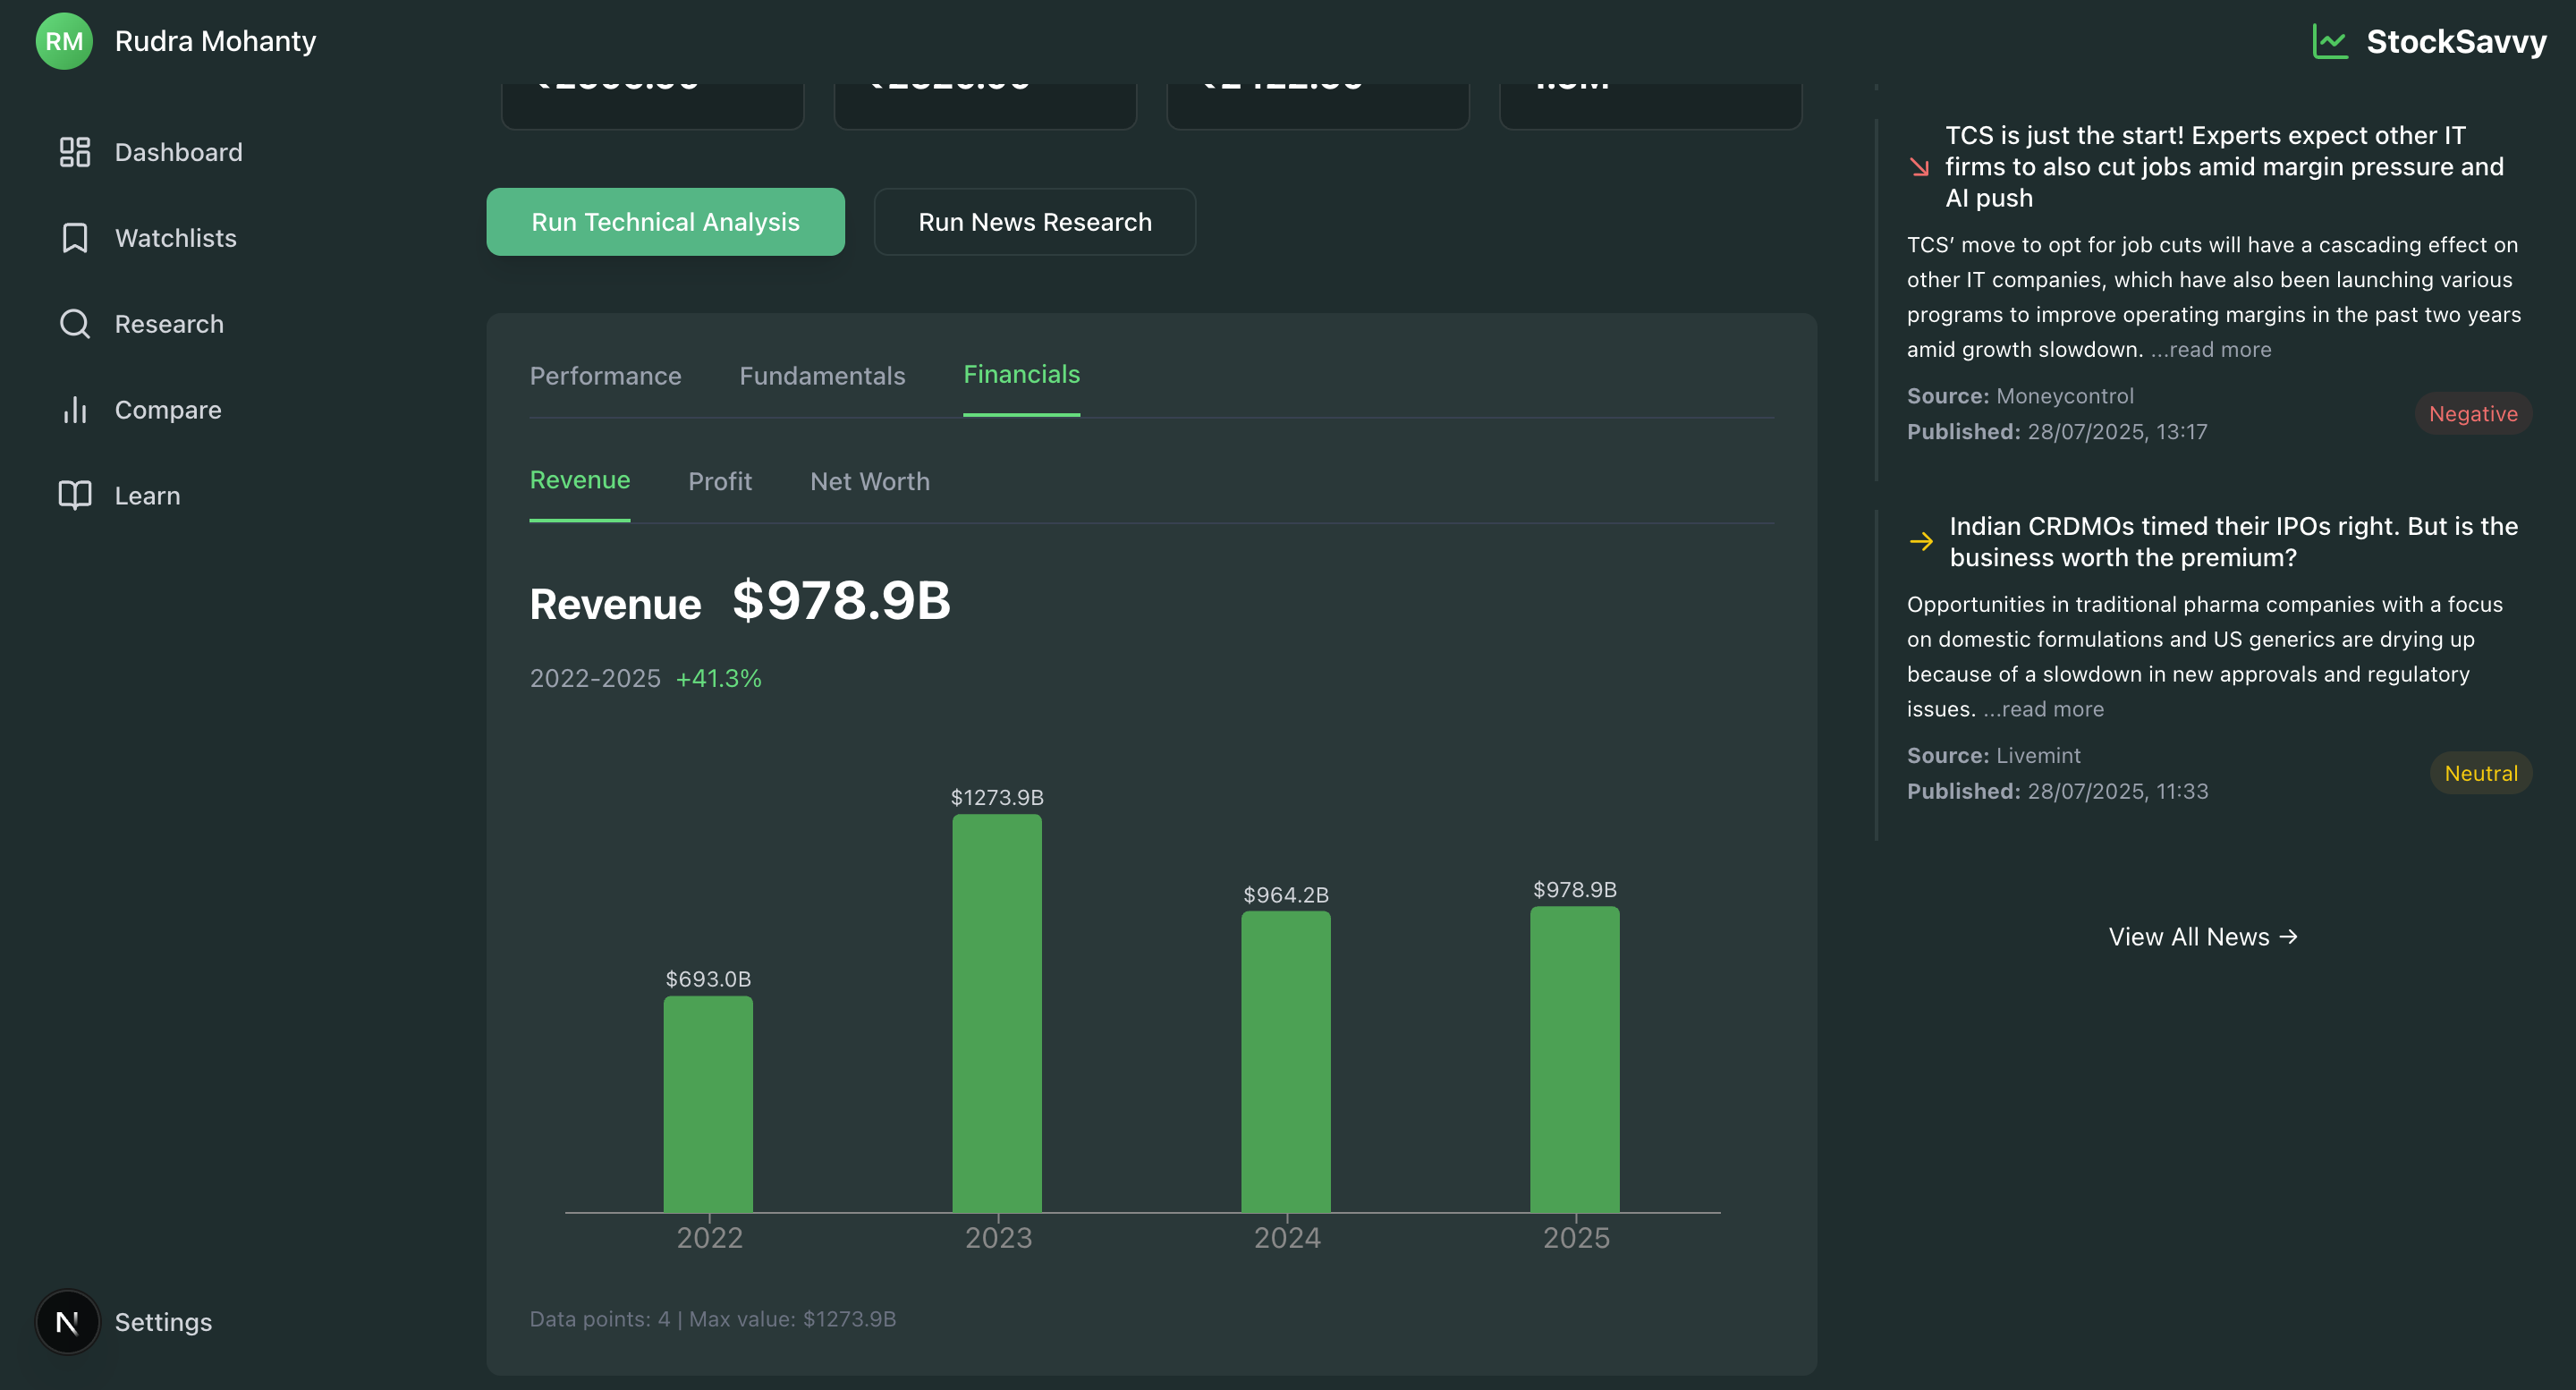 RM Rudra Mohanty
StockSavvy
Dashboard
Watchlists
Research
Compare
Learn
N Settings
Run Technical Analysis
Run News Research
Performance Fundamentals Financials
Revenue Profit Net Worth
Revenue $978.9B
2022-2025 +41.3%
$693.0B
$1273.9B
$964.2B
$978.9B
2022 2023 2024 2025
Data points: 4 | Max value: $1273.9B
TCS is just the start! Experts expect other IT
firms to also cut jobs amid margin pressure and
AI push
TCS’ move to opt for job cuts will have a cascading effect on
other IT companies, which have also been launching various
programs to improve operating margins in the past two years
amid growth slowdown. ...read more
Source: Moneycontrol
Published: 28/07/2025, 13:17
Negative
Indian CRDMOs timed their IPOs right. But is the
business worth the premium?
Opportunities in traditional pharma companies with a focus
on domestic formulations and US generics are drying up
because of a slowdown in new approvals and regulatory
issues. ...read more
Source: Livemint
Published: 28/07/2025, 11:33
Neutral
View All News →